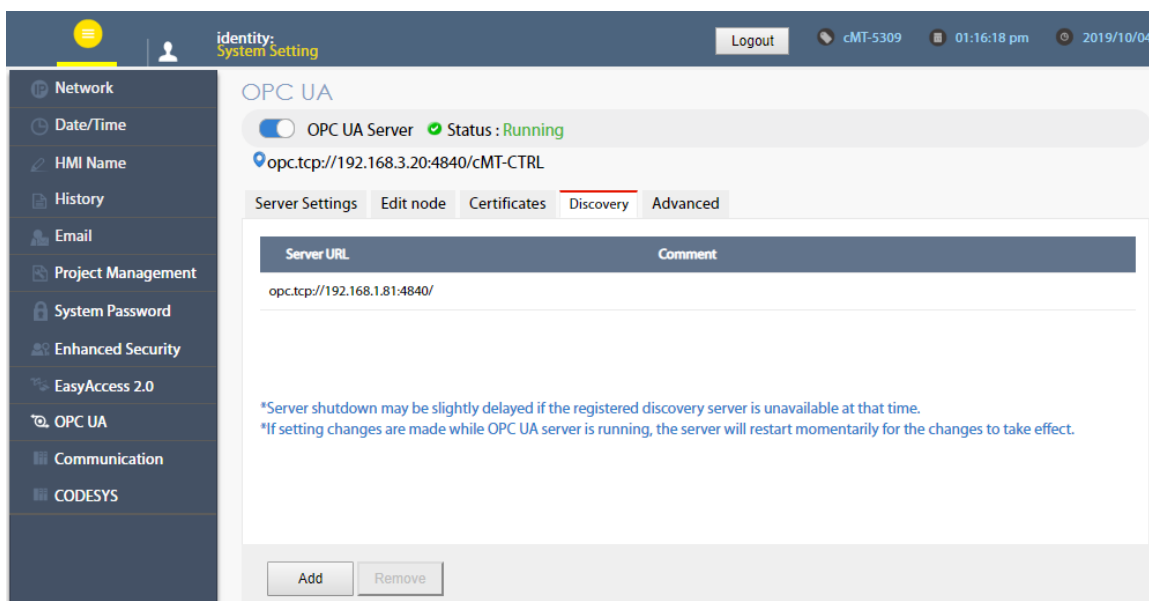 identity:
System Setting
Logout
cMT-5309
01:16:18 pm
2019/10/04
Network
Date/Time
HMI Name
History
Email
Project Management
System Password
Enhanced Security
EasyAccess 2.0
OPC UA
Communication
CODESYS
OPC UA
OPC UA Server Status : Running
opc.tcp://192.168.3.20:4840/cMT-CTRL
Server Settings Edit node Certificates Discovery Advanced
Server URL Comment
opc.tcp://192.168.1.81:4840/
*Server shutdown may be slightly delayed if the registered discovery server is unavailable at that time.
*If setting changes are made while OPC UA server is running, the server will restart momentarily for the changes to take effect.
Add Remove